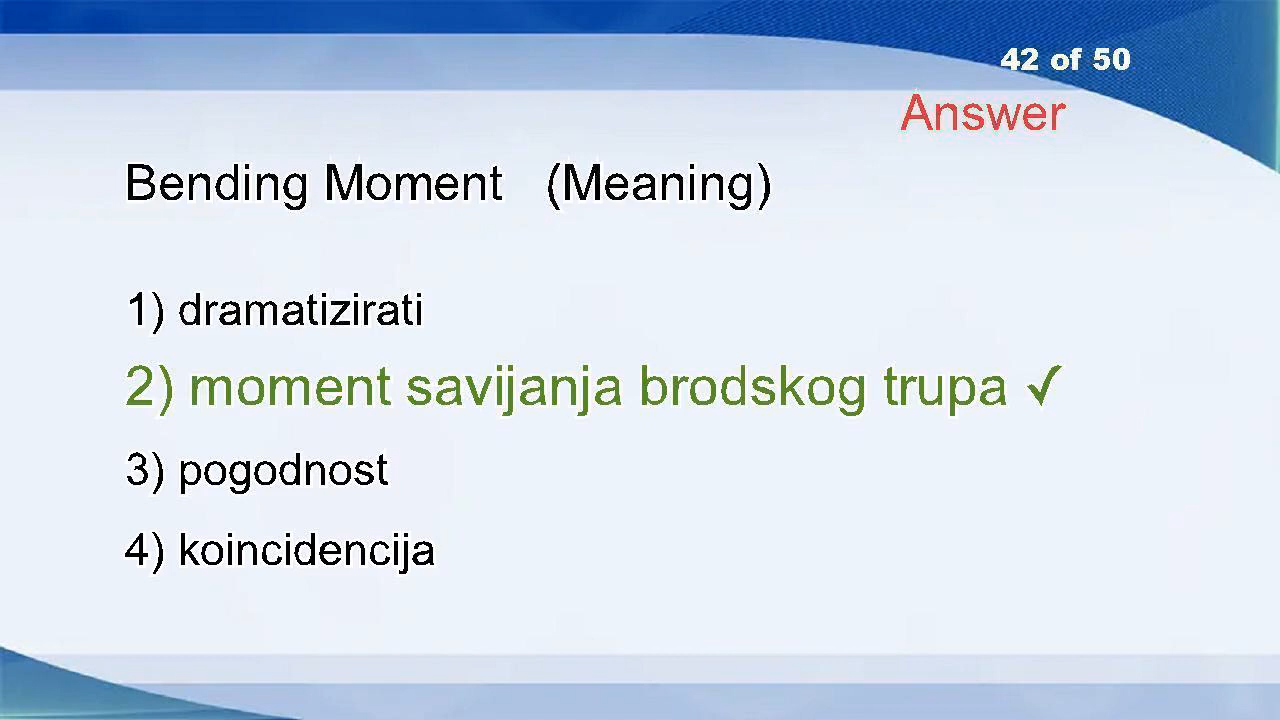 42 of 50
Answer
Bending Moment (Meaning)
1) dramatizirati
2) moment savijanja brodskog trupa ✓
3) pogodnost
4) koincidencija